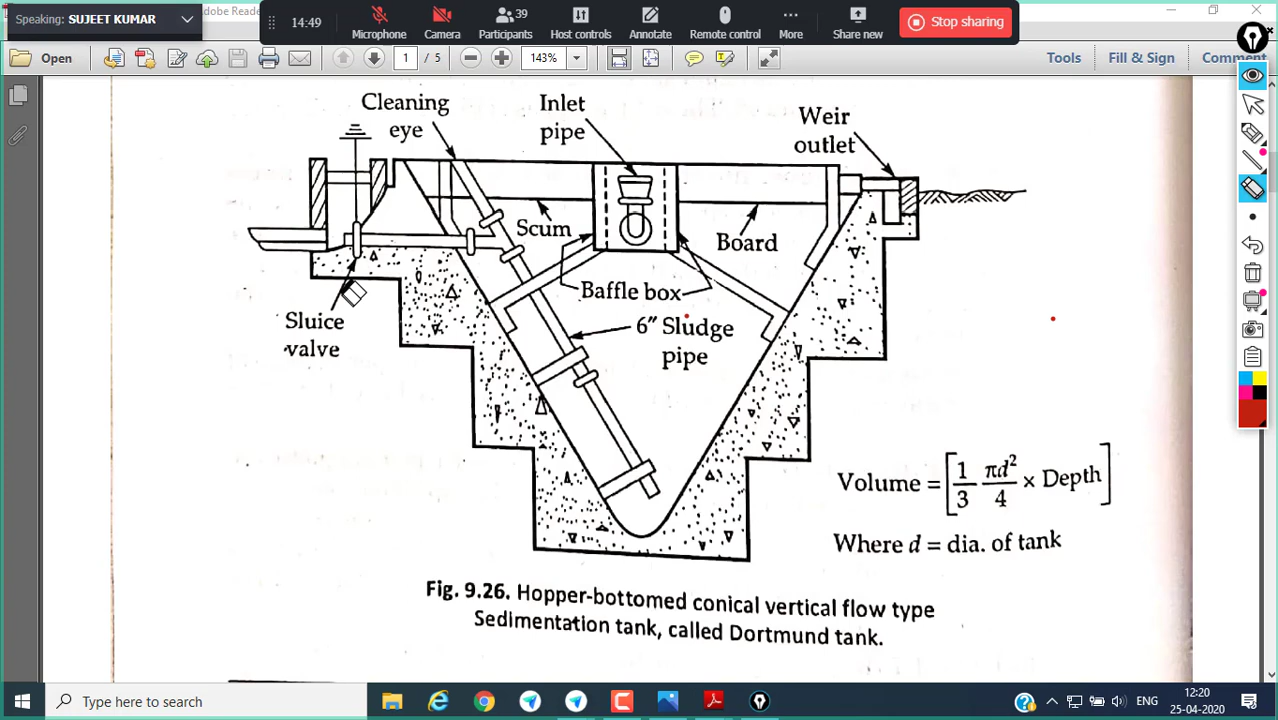 Adobe Reade
Speaking: SUJEET KUMAR
14:49
39
Microphone
Camera
Participants
Host controls
Annotate
Remote control
More
Share new
Stop sharing
Open
1 / 5
143%
Tools
Fill & Sign
Comment
Cleaning
eye
Inlet
pipe
Weir
outlet
Scum
Board
Baffle box
Sluice
valve
6″ Sludge
pipe
Volume = [1/3 πd²/4 × Depth]
Where d = dia. of tank
Fig. 9.26. Hopper-bottomed conical vertical flow type
Sedimentation tank, called Dortmund tank.
Type here to search
ENG
12:20
25-04-2020